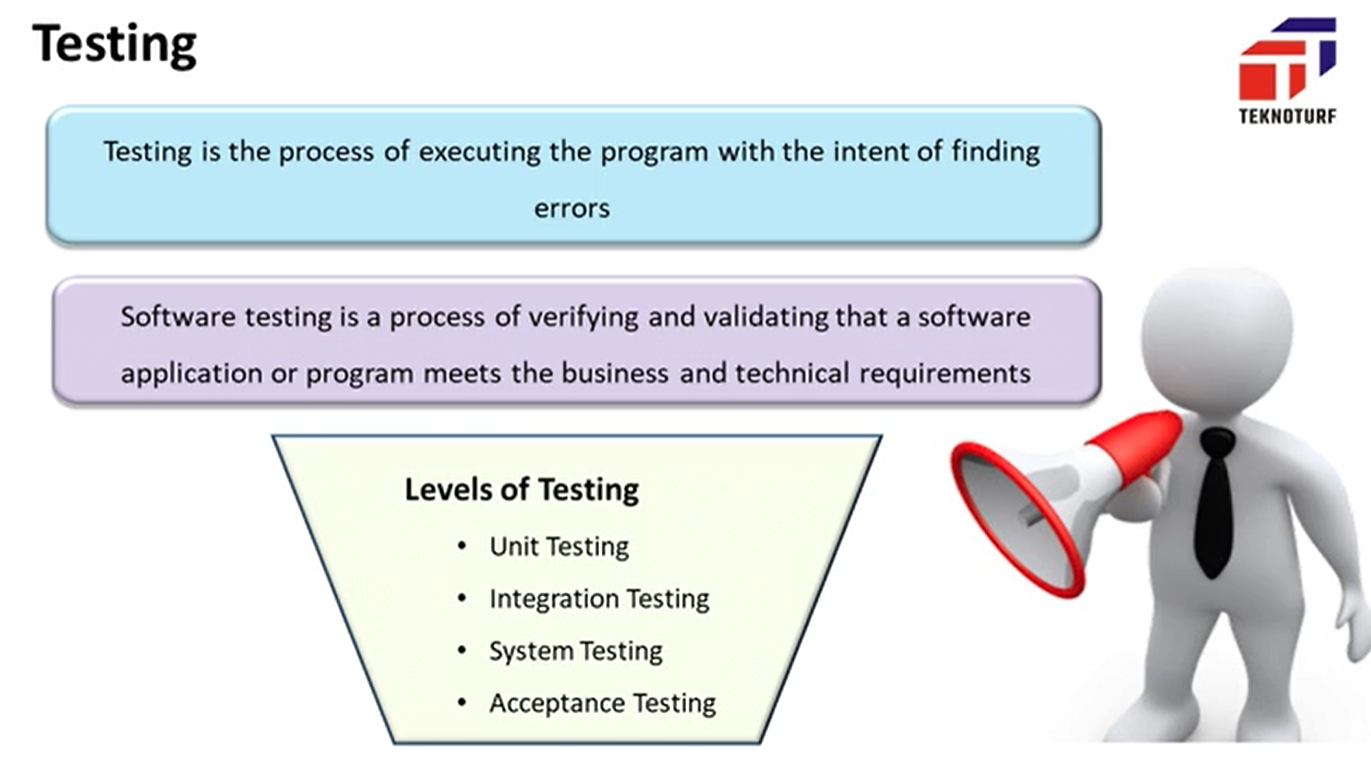 Testing
TEKNOTURF
Testing is the process of executing the program with the intent of finding
errors
Software testing is a process of verifying and validating that a software
application or program meets the business and technical requirements
Levels of Testing
• Unit Testing
• Integration Testing
• System Testing
• Acceptance Testing